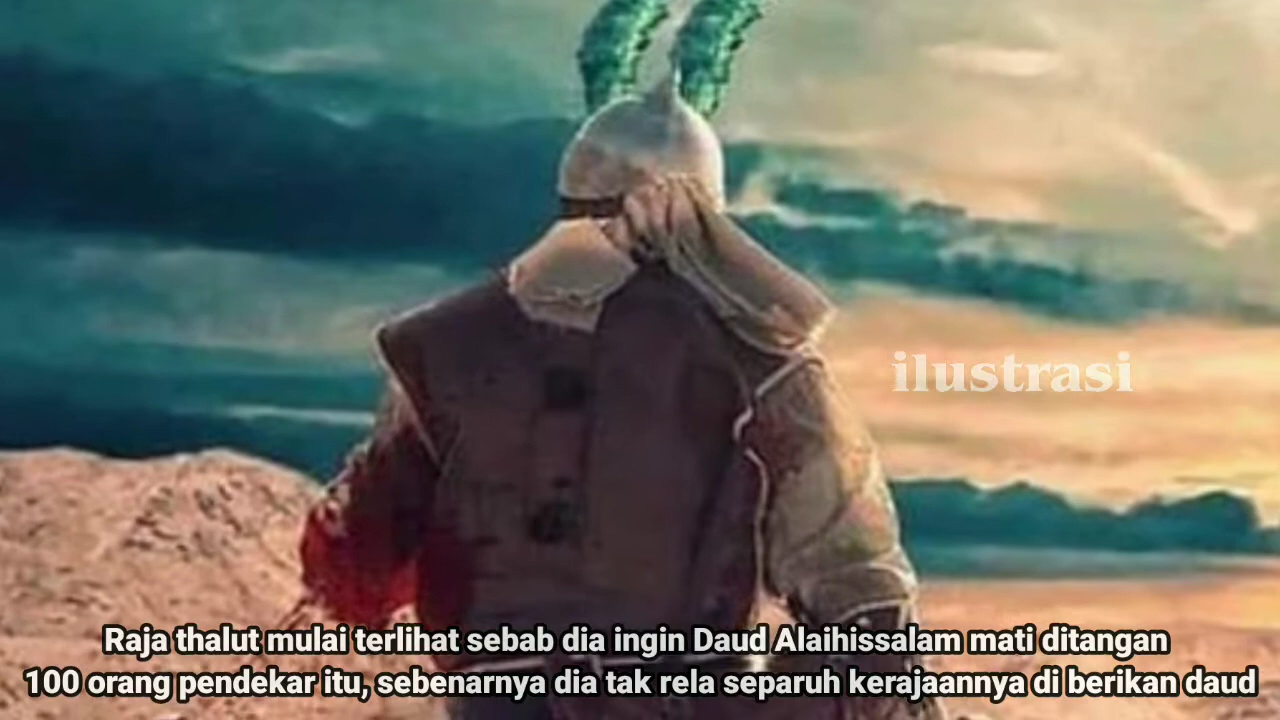 ilustrasi
Raja thalut mulai terlihat sebab dia ingin Daud Alaihissalam mati ditangan
100 orang pendekar itu, sebenarnya dia tak rela separuh kerajaannya di berikan daud